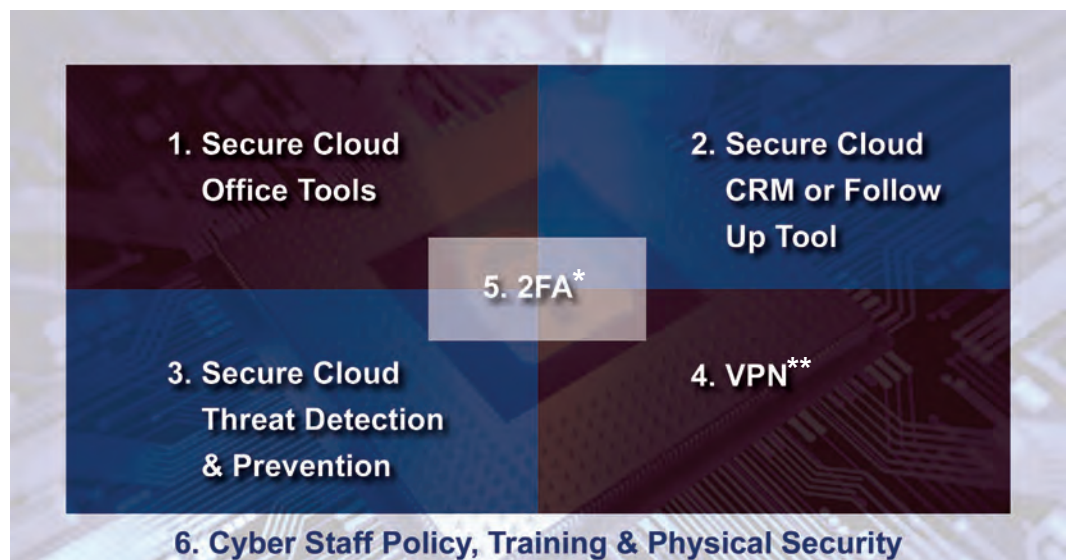 1. Secure Cloud
Office Tools
2. Secure Cloud
CRM or Follow
Up Tool
5. 2FA*
3. Secure Cloud
Threat Detection
& Prevention
4. VPN**
6. Cyber Staff Policy, Training & Physical Security